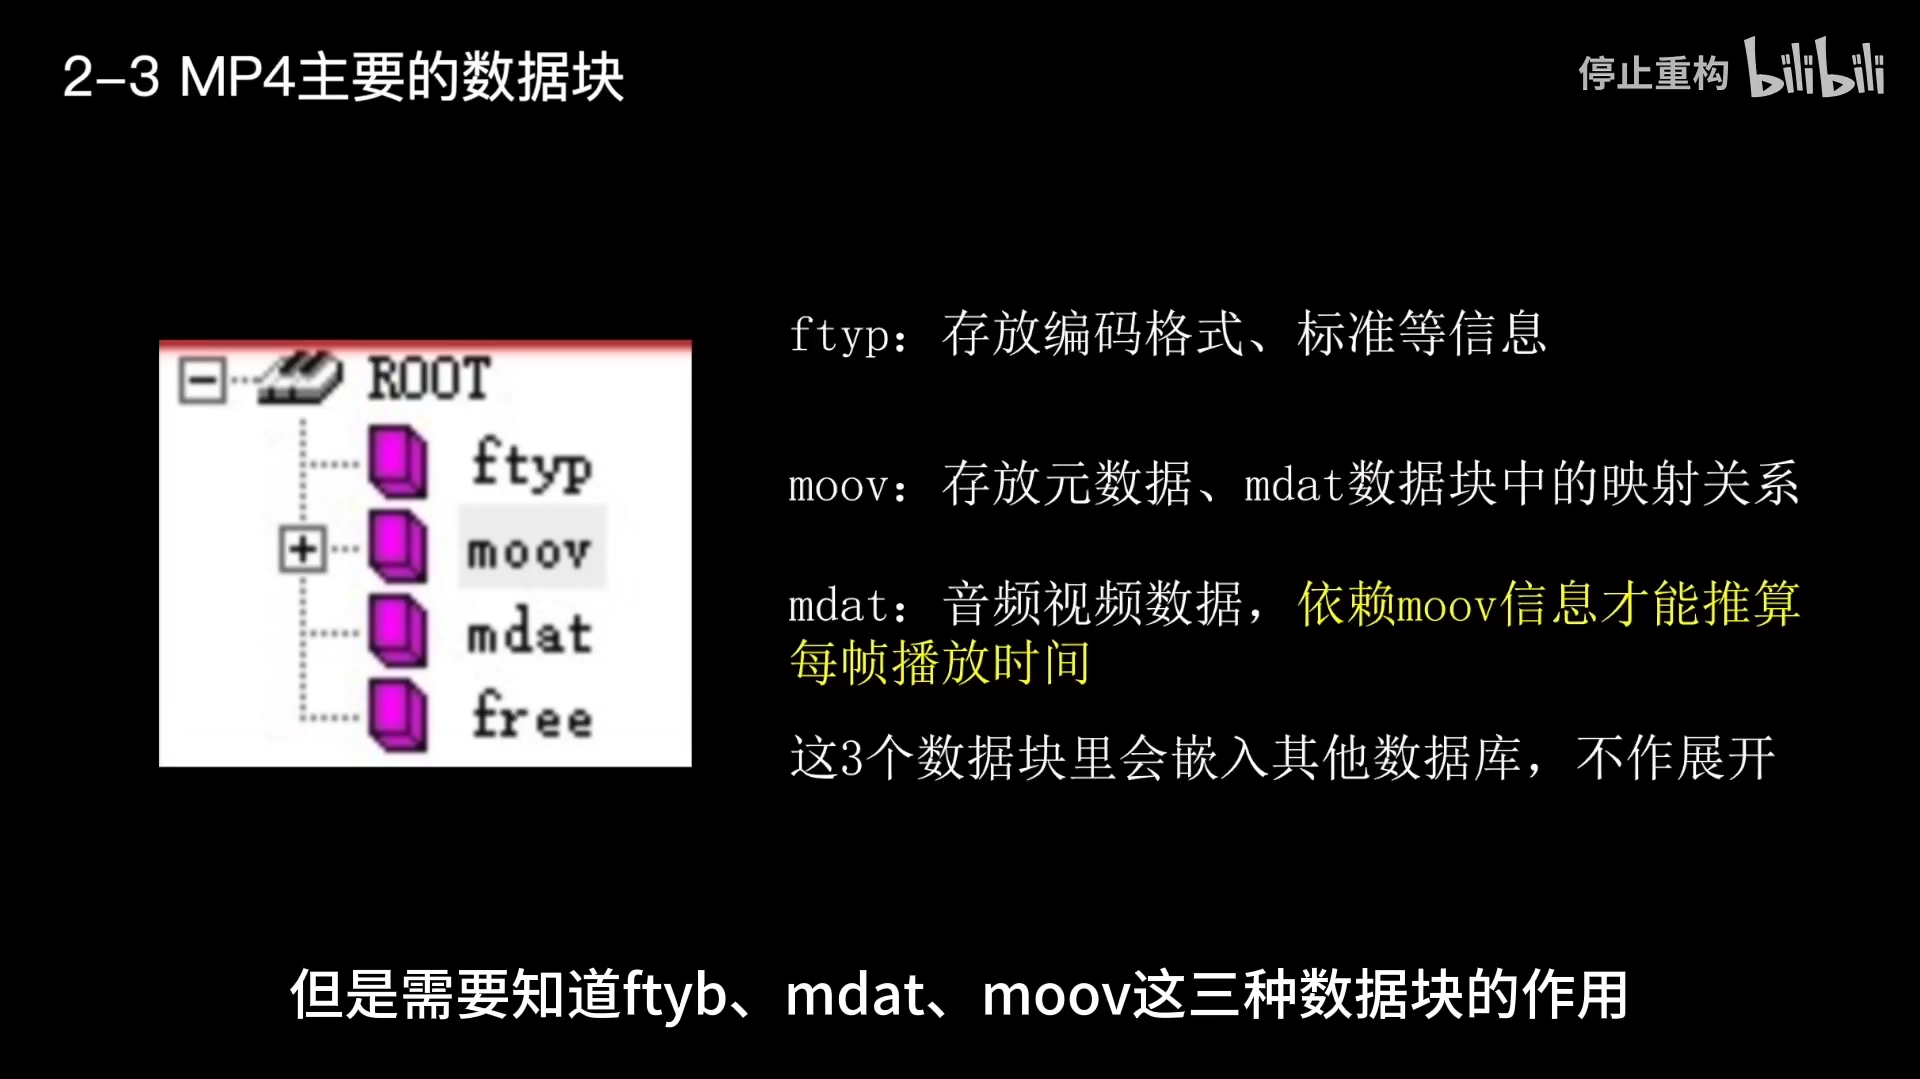 2-3 MP4主要的数据块
停止重构 bilibili
ROOT
ftyp
moov
mdat
free
ftyp：存放编码格式、标准等信息
moov：存放元数据、mdat数据块中的映射关系
mdat：音频视频数据，依赖moov信息才能推算
每帧播放时间
这3个数据块里会嵌入其他数据库，不作展开
但是需要知道ftyb、mdat、moov这三种数据块的作用